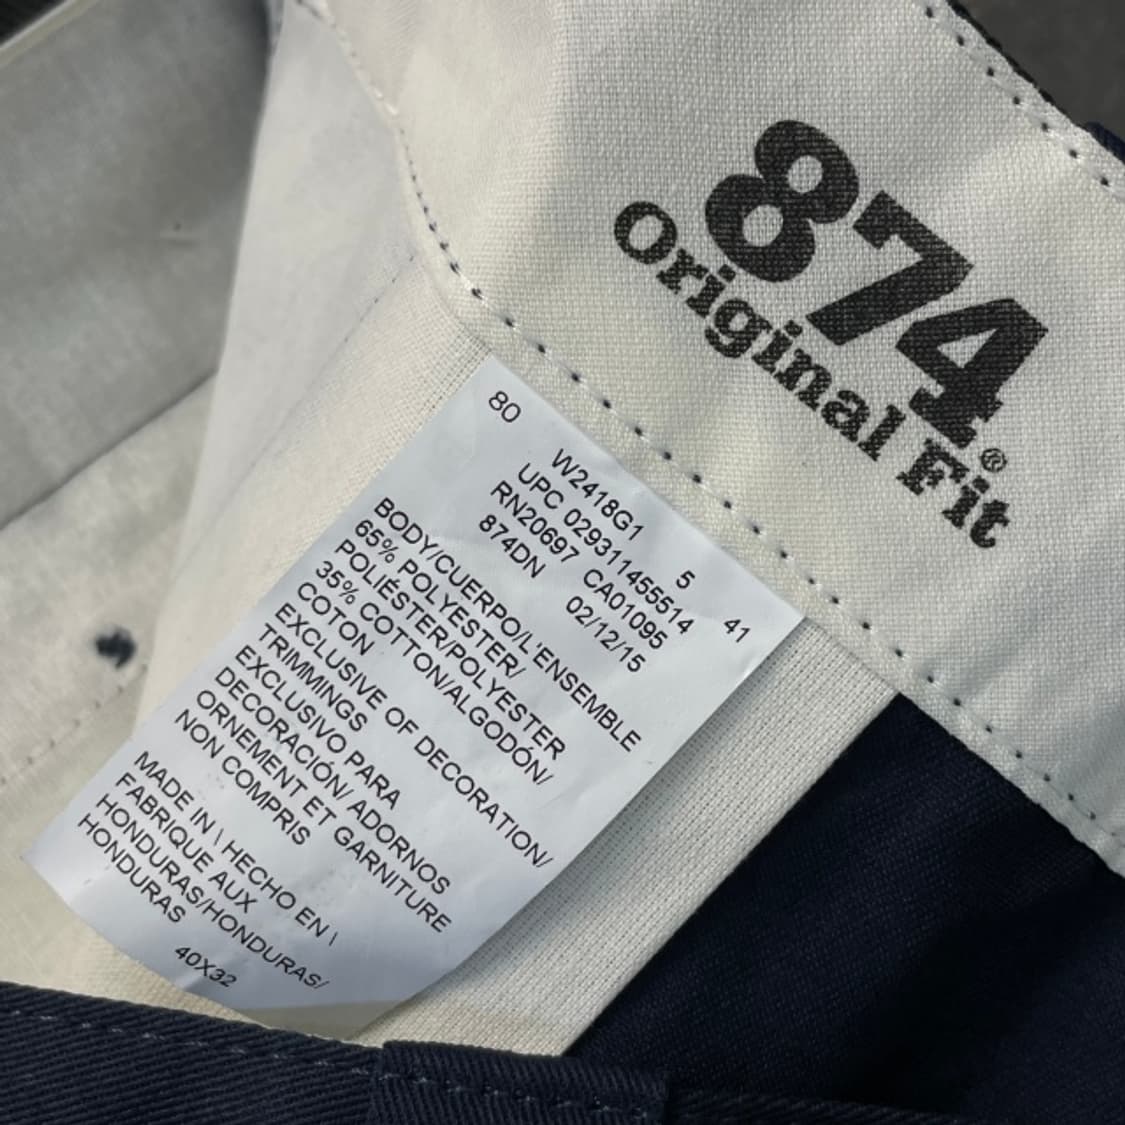 874
Original Fit®
80
W2418G1 5
UPC 029311455514 41
RN20697 CA01095
874DN 02/12/15
BODY/CUERPO/L'ENSEMBLE
65% POLYESTER/
POLIÉSTER/POLYESTER
35% COTTON/ALGODÓN/
COTON
EXCLUSIVE OF DECORATION/
TRIMMINGS
EXCLUSIVO PARA
DECORACIÓN/ ADORNOS
ORNEMENT ET GARNITURE
NON COMPRIS
MADE IN \ HECHO EN \
FABRIQUE AUX
HONDURAS/HONDURAS/
HONDURAS
40X32